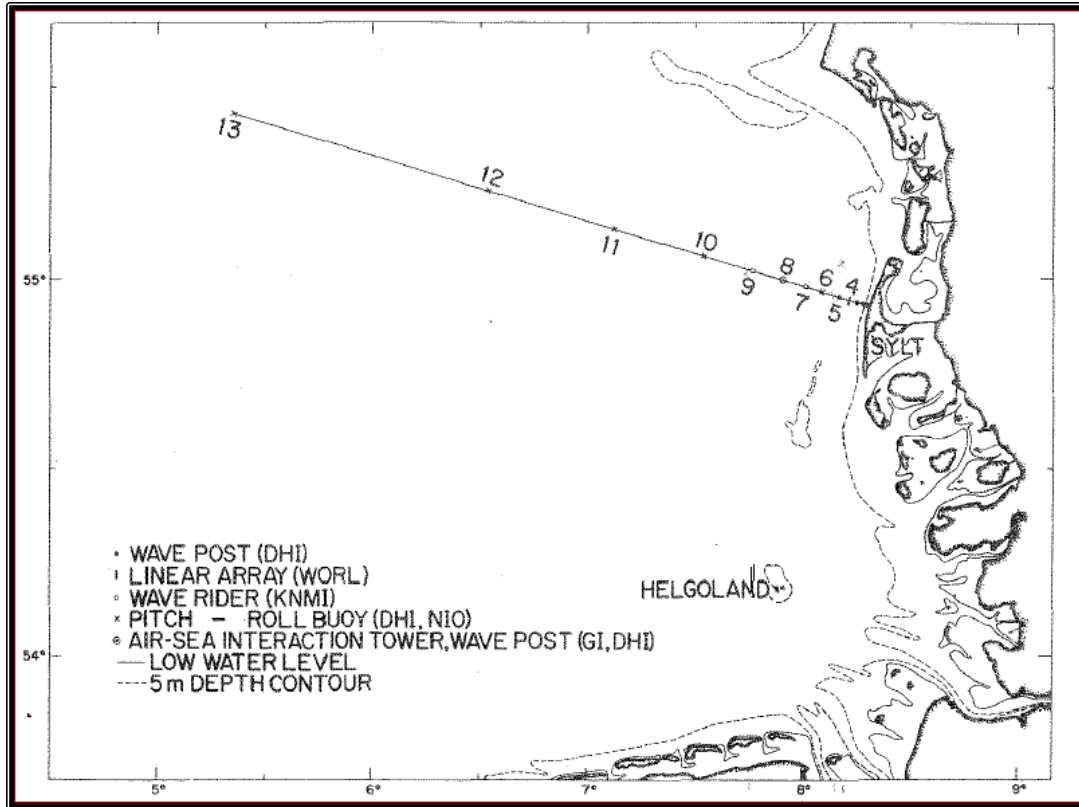 13
12
11
10
9
8
7
6
5
4
55°
SYLT
HELGOLAND
• WAVE POST (DHI)
ı LINEAR ARRAY (WORL)
○ WAVE RIDER (KNMI)
× PITCH – ROLL BUOY (DHI, NIO)
⊙ AIR-SEA INTERACTION TOWER, WAVE POST (GI, DHI)
— LOW WATER LEVEL
---- 5 m DEPTH CONTOUR
54°
5° 6° 7° 8° 9°